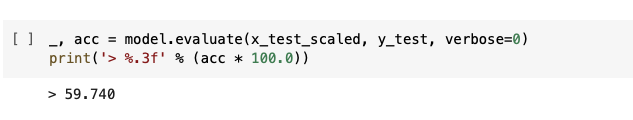 [ ] _, acc = model.evaluate(x_test_scaled, y_test, verbose=0)
print('> %.3f' % (acc * 100.0))
> 59.740